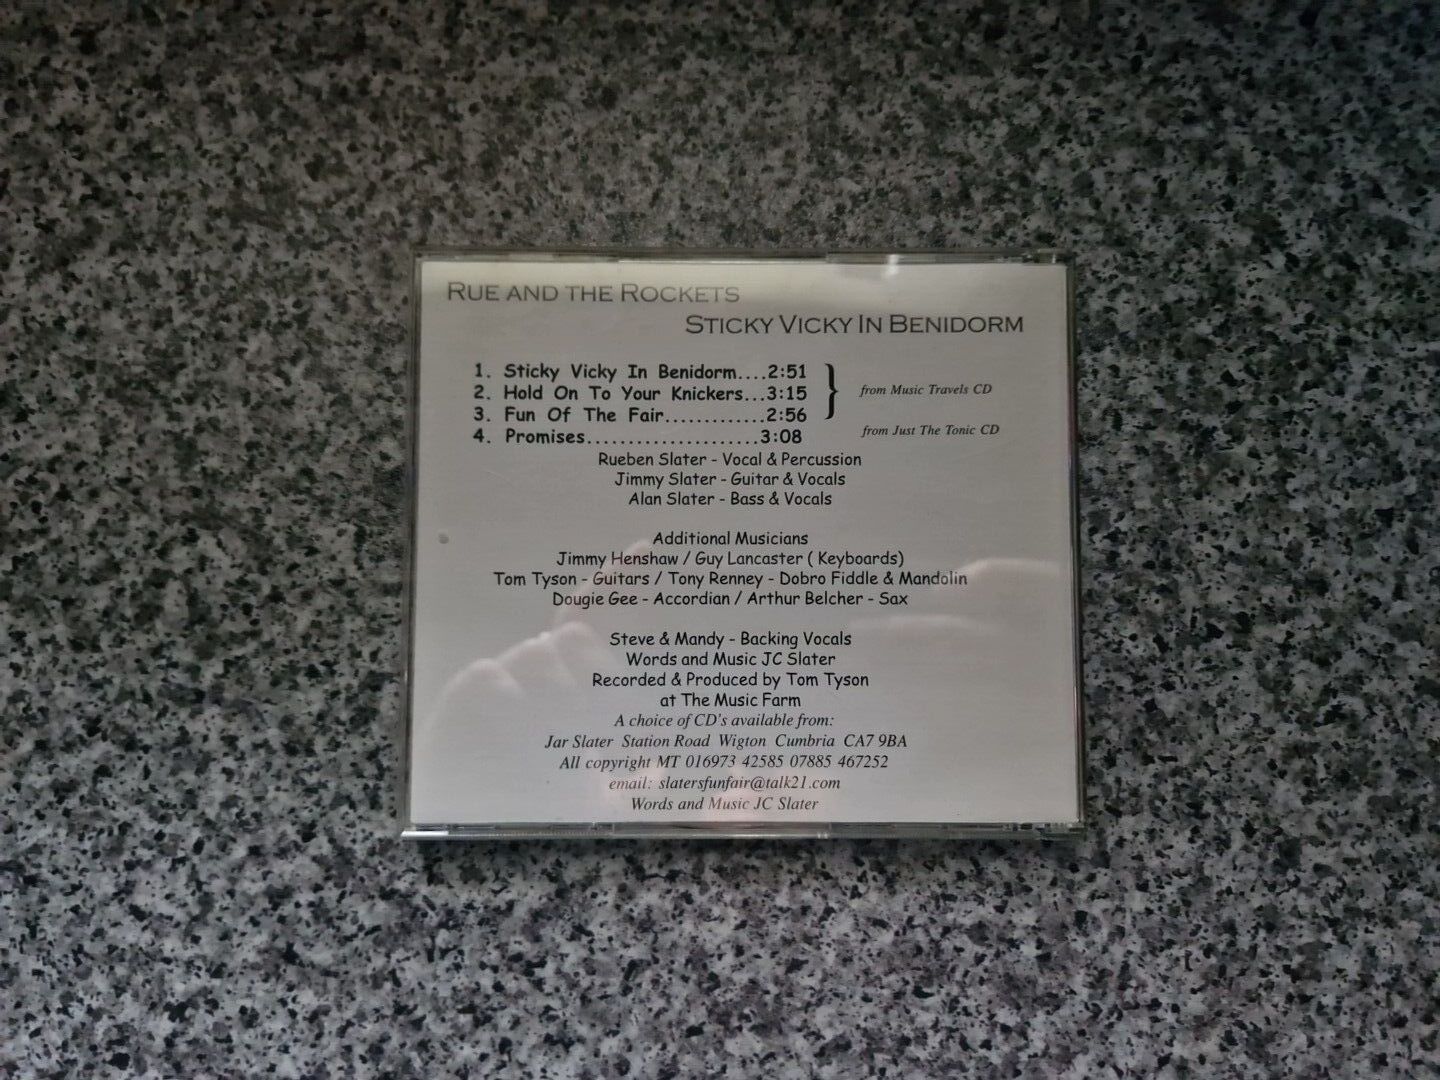 RUE AND THE ROCKETS
STICKY VICKY IN BENIDORM
1. Sticky Vicky In Benidorm....2:51
2. Hold On To Your Knickers...3:15
from Music Travels CD
3. Fun Of The Fair.............2:56
4. Promises.....................3:08
from Just The Tonic CD
Rueben Slater - Vocal & Percussion
Jimmy Slater - Guitar & Vocals
Alan Slater - Bass & Vocals
Additional Musicians
Jimmy Henshaw / Guy Lancaster ( Keyboards)
Tom Tyson - Guitars / Tony Renney - Dobro Fiddle & Mandolin
Dougie Gee - Accordian / Arthur Belcher - Sax
Steve & Mandy - Backing Vocals
Words and Music JC Slater
Recorded & Produced by Tom Tyson
at The Music Farm
A choice of CD's available from:
Jar Slater Station Road Wigton Cumbria CA7 9BA
All copyright MT 016973 42585 07885 467252
email: slatersfunfair@talk21.com
Words and Music JC Slater